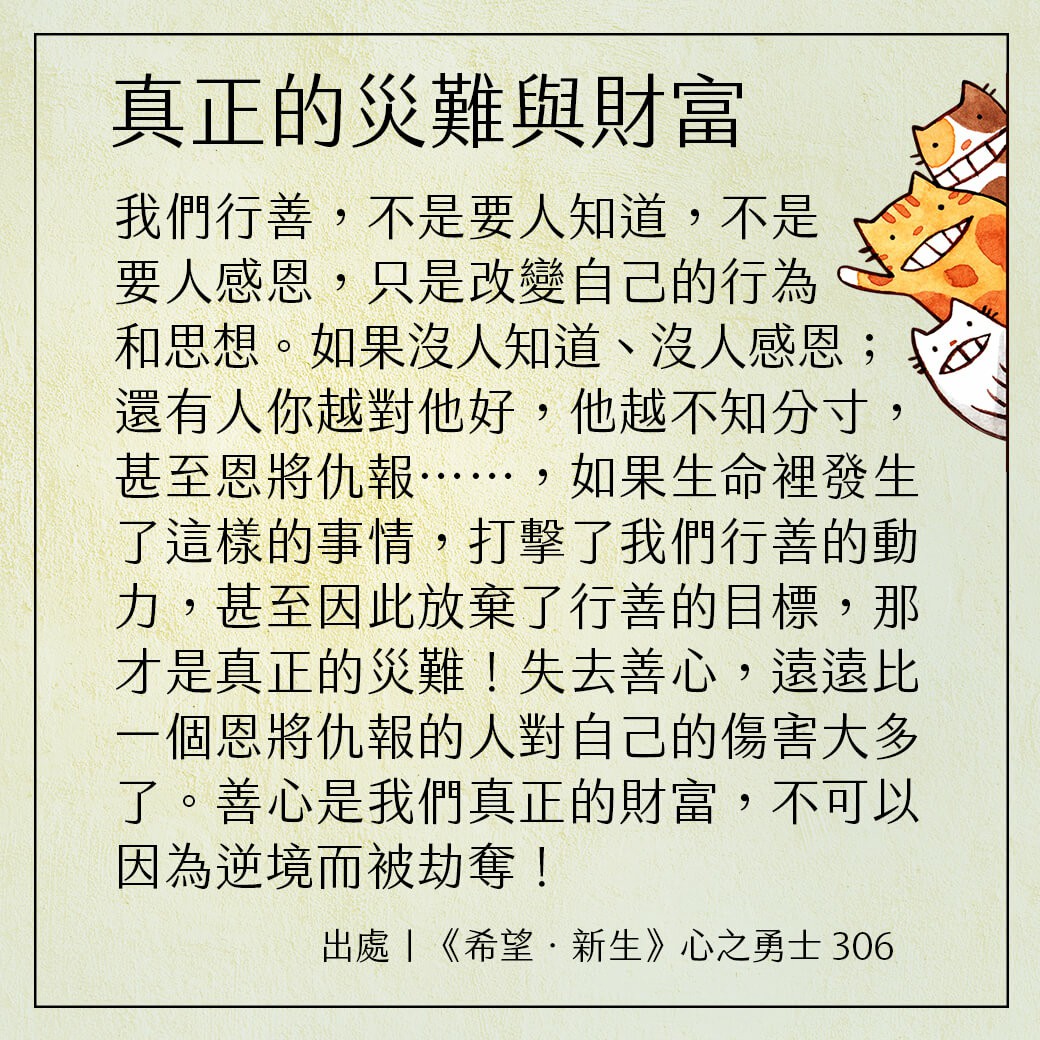 真正的災難與財富
我們行善，不是要人知道，不是
要人感恩，只是改變自己的行為
和思想。如果沒人知道、沒人感恩；
還有人你越對他好，他越不知分寸，
甚至恩將仇報……，如果生命裡發生
了這樣的事情，打擊了我們行善的動
力，甚至因此放棄了行善的目標，那
才是真正的災難！失去善心，遠遠比
一個恩將仇報的人對自己的傷害大多
了。善心是我們真正的財富，不可以
因為逆境而被劫奪！
出處｜《希望．新生》心之勇士 306